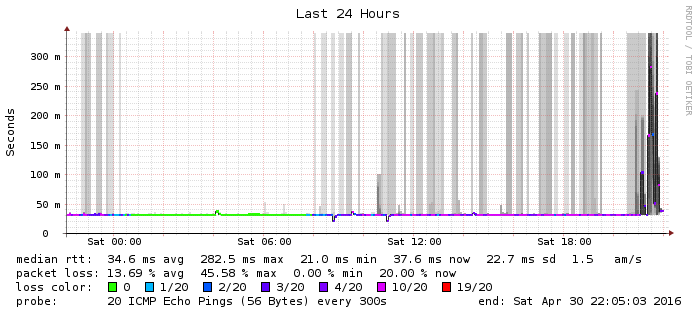 Last 24 Hours
RRDTOOL / TOBI OETIKER
Seconds
300 m
250 m
200 m
150 m
100 m
50 m
0
Sat 00:00 Sat 06:00 Sat 12:00 Sat 18:00
median rtt: 34.6 ms avg 282.5 ms max 21.0 ms min 37.6 ms now 22.7 ms sd 1.5 am/s
packet loss: 13.69 % avg 45.58 % max 0.00 % min 20.00 % now
loss color: 0 1/20 2/20 3/20 4/20 10/20 19/20
probe: 20 ICMP Echo Pings (56 Bytes) every 300s end: Sat Apr 30 22:05:03 2016